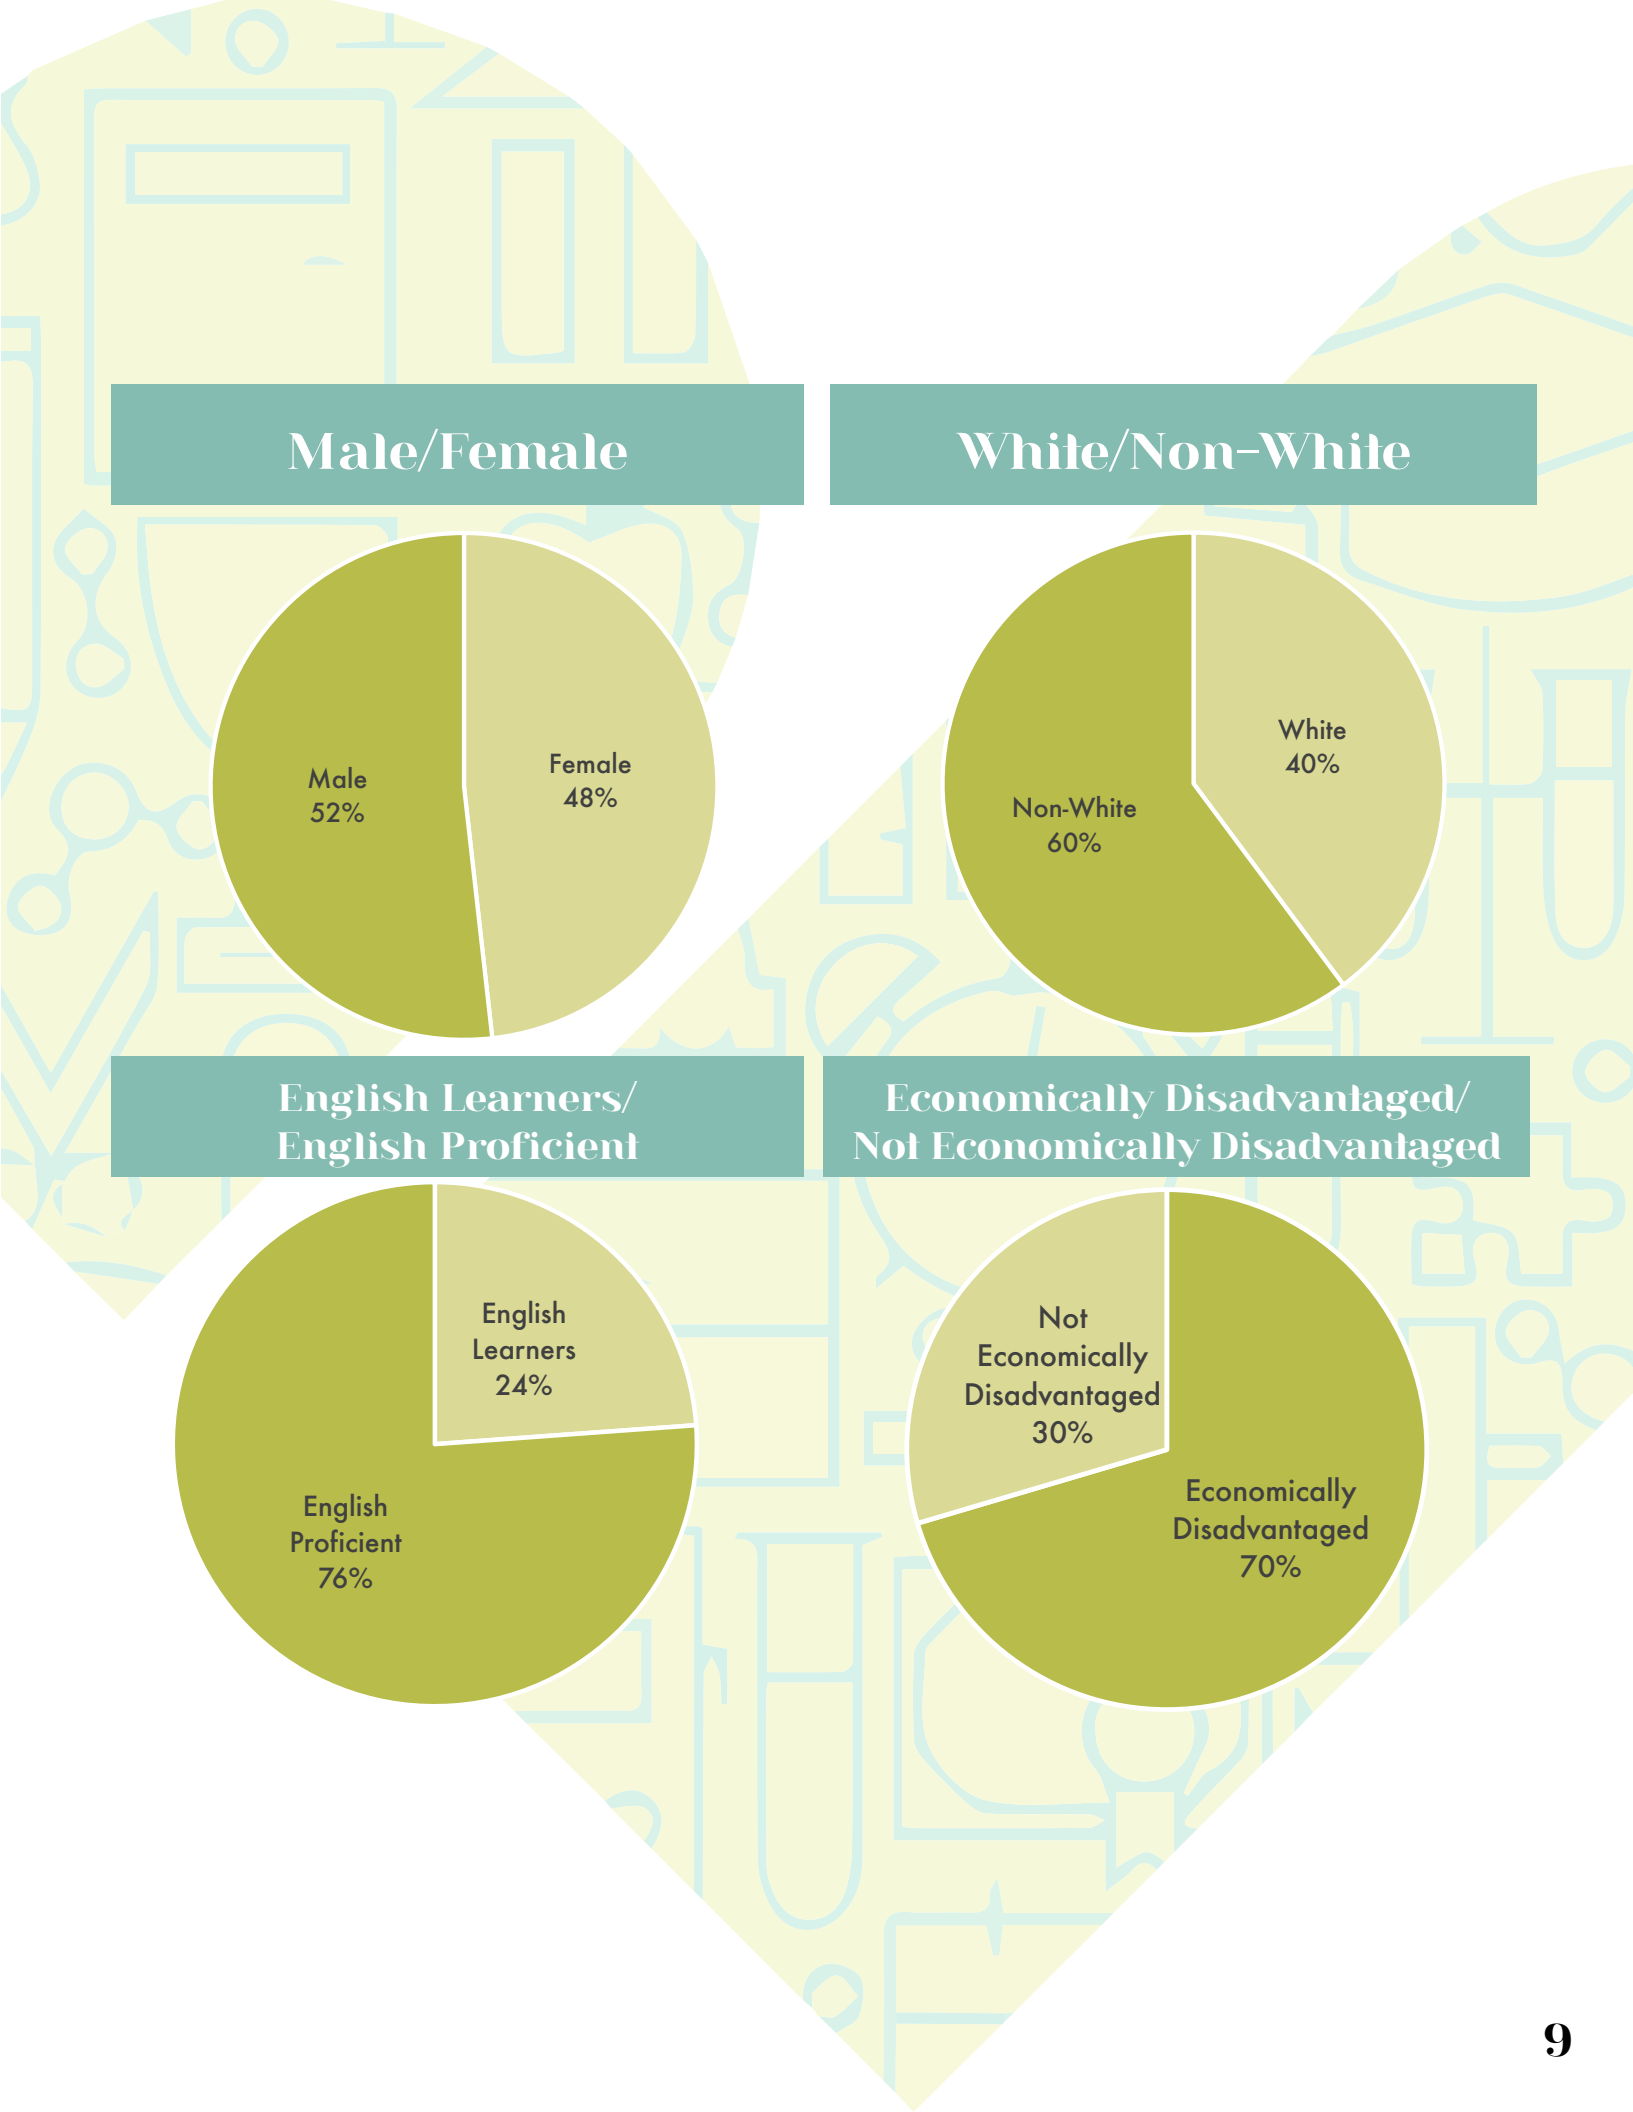 Male/Female
Male
52%
Female
48%
White/Non-White
White
40%
Non-White
60%
English Learners/
English Proficient
English
Learners
24%
English
Proficient
76%
Economically Disadvantaged/
Not Economically Disadvantaged
Not
Economically
Disadvantaged
30%
Economically
Disadvantaged
70%
9